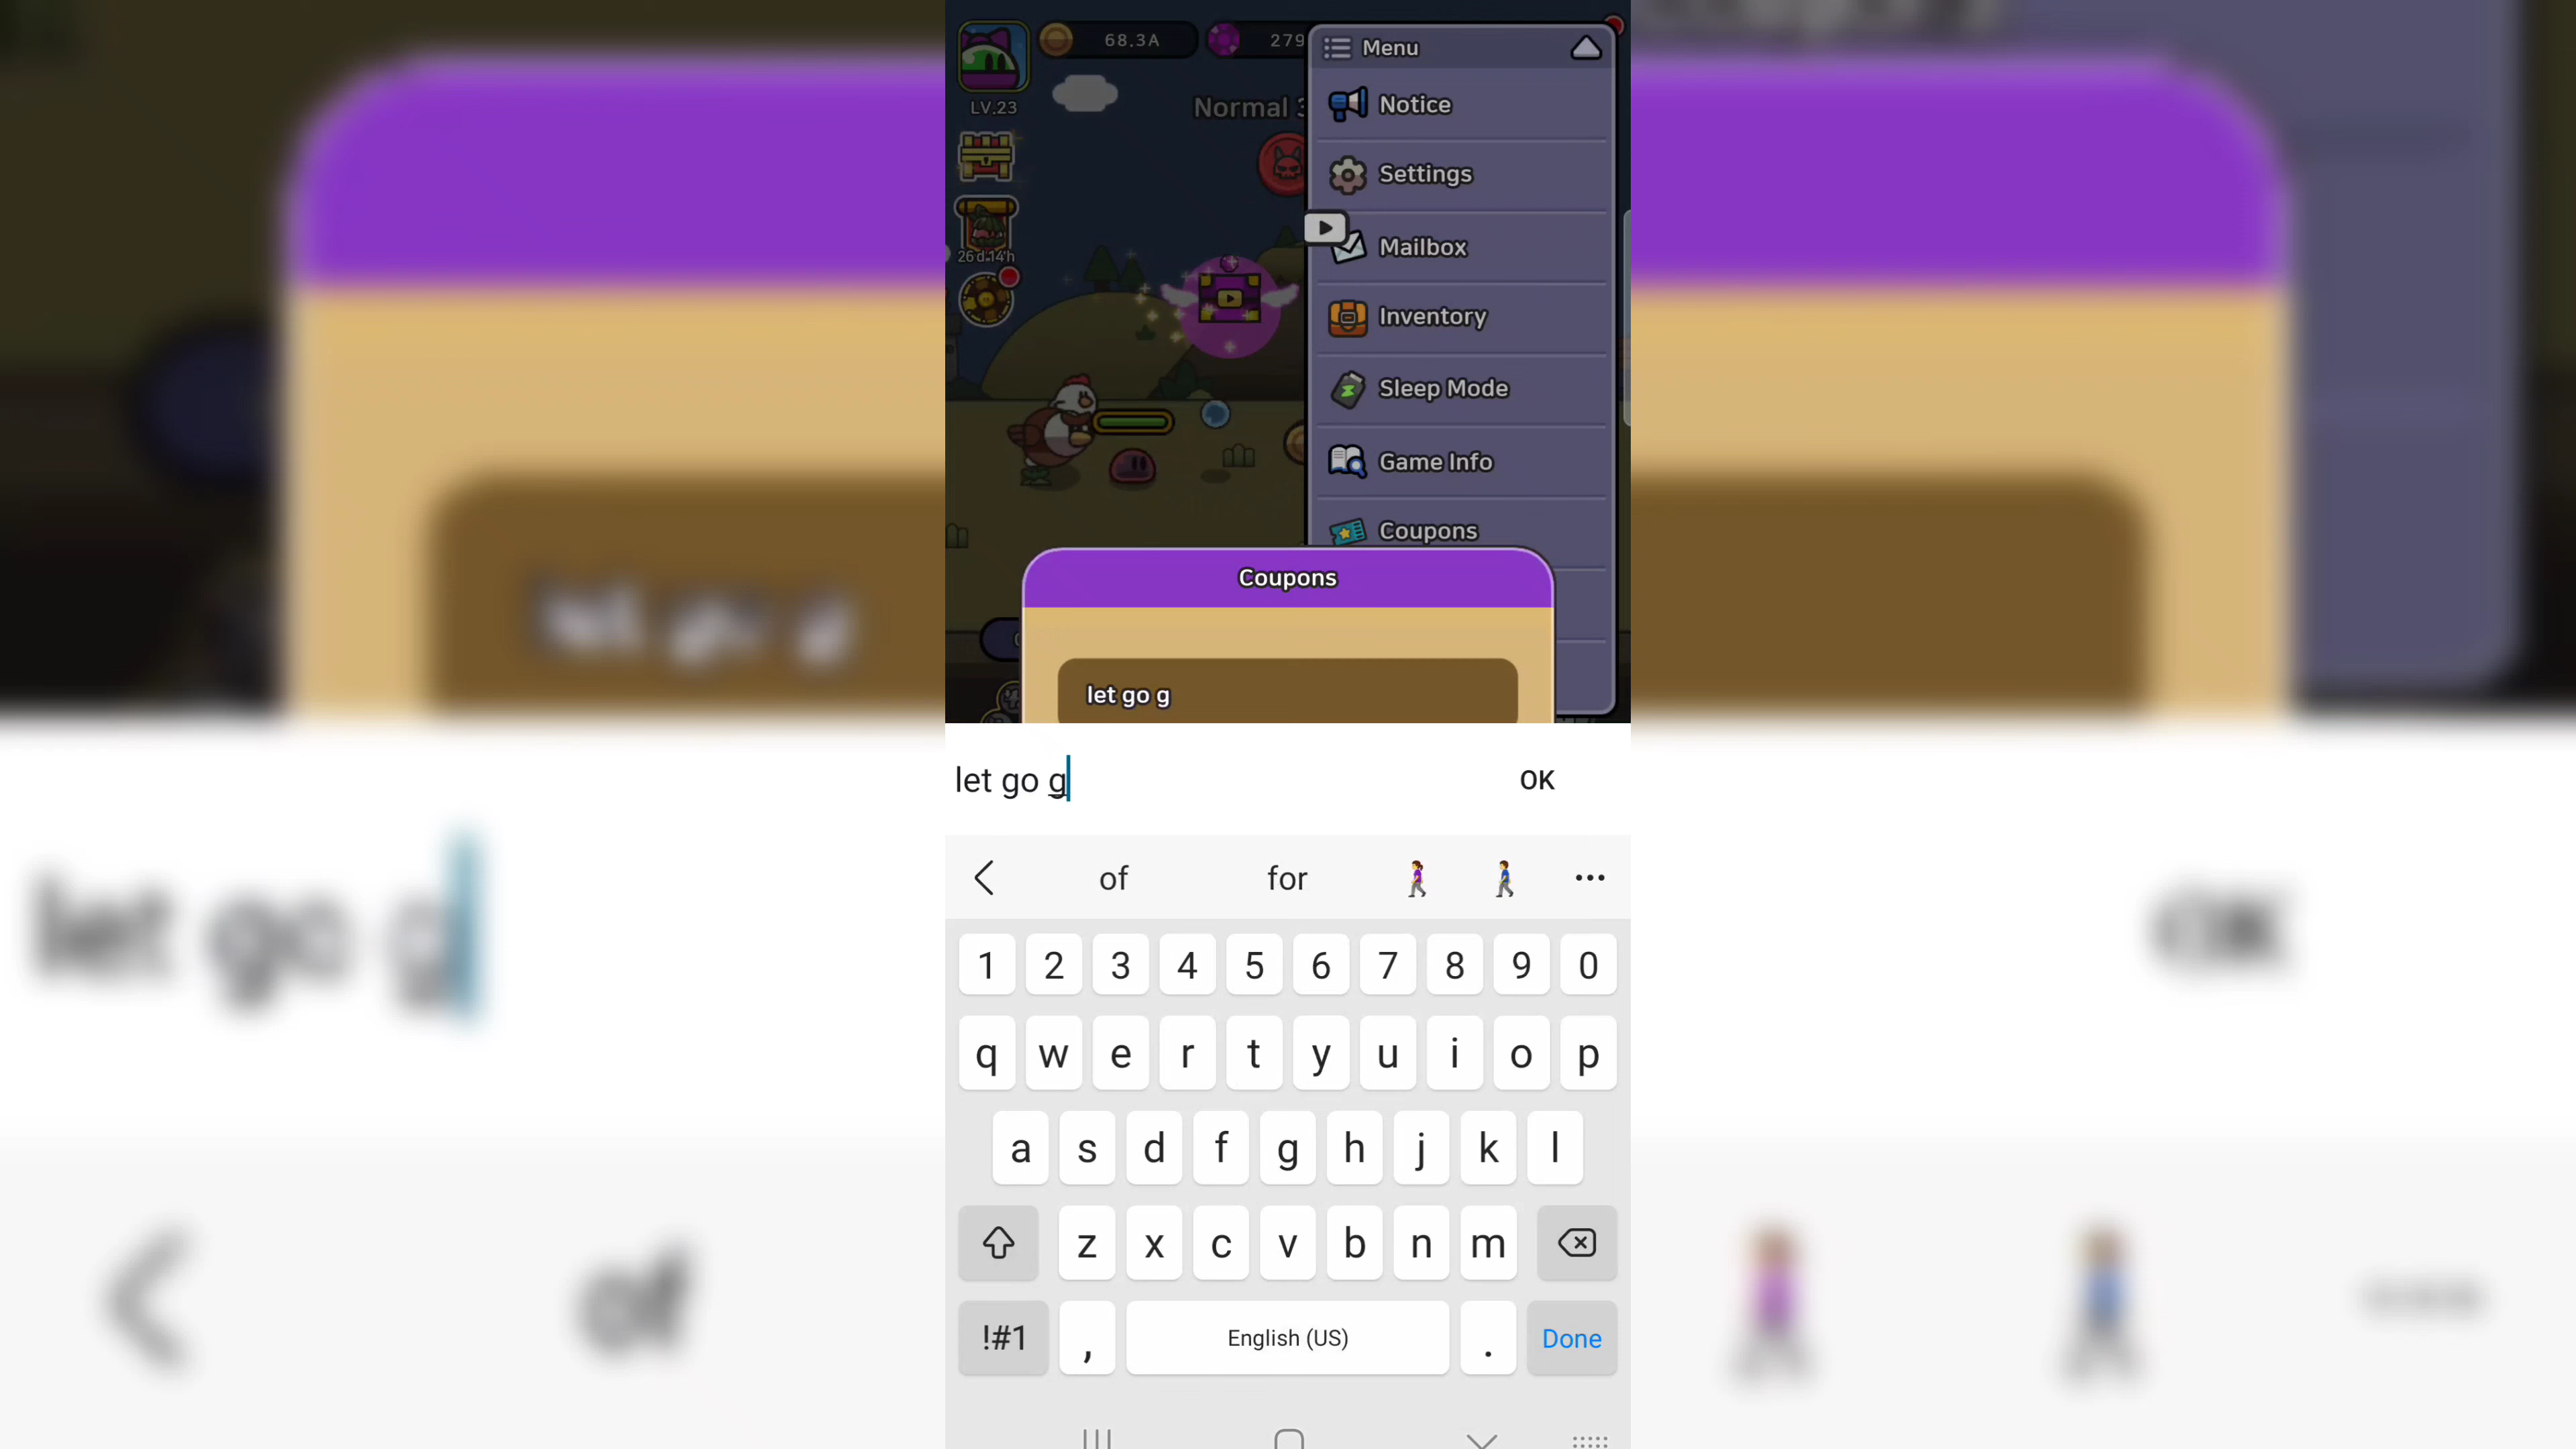 68.3A
279
Menu
LV.23
Normal 3
Notice
Settings
Mailbox
26d 14h
Inventory
Sleep Mode
Game Info
Coupons
Coupons
let go g
let go g
OK
of for
1 2 3 4 5 6 7 8 9 0
q w e r t y u i o p
a s d f g h j k l
z x c v b n m
!#1 , English (US) . Done